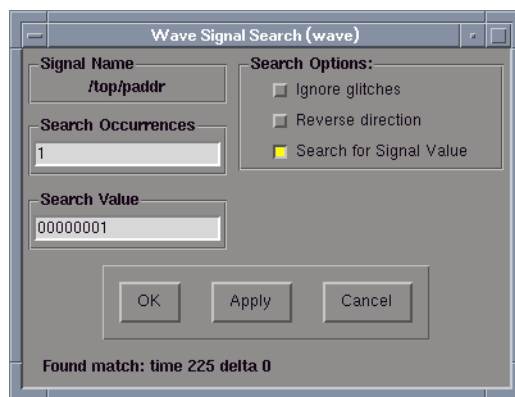 Wave Signal Search (wave)
Signal Name
/top/paddr
Search Occurrences
1
Search Value
00000001
Search Options:
Ignore glitches
Reverse direction
Search for Signal Value
OK
Apply
Cancel
Found match: time 225 delta 0